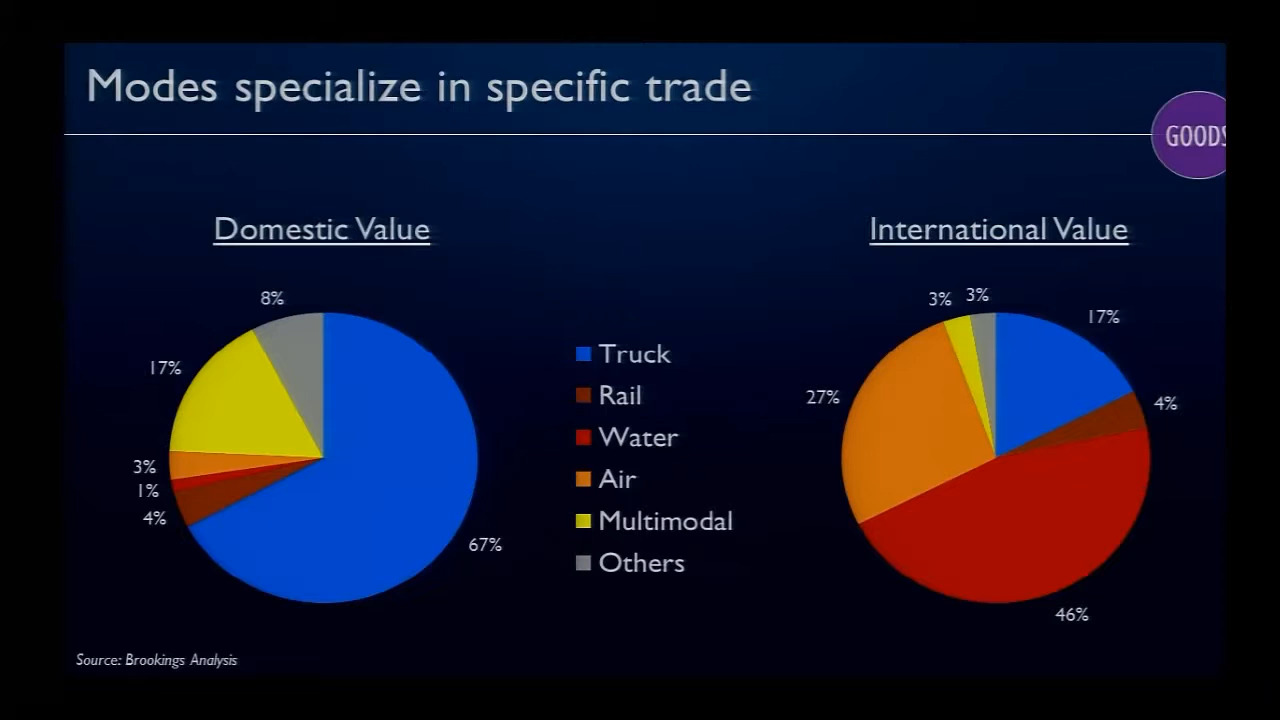 Modes specialize in specific trade
GOODS
Domestic Value
International Value
8%
17%
3%
1%
4%
67%
Truck
Rail
Water
Air
Multimodal
Others
3%
3%
17%
27%
4%
46%
Source: Brookings Analysis